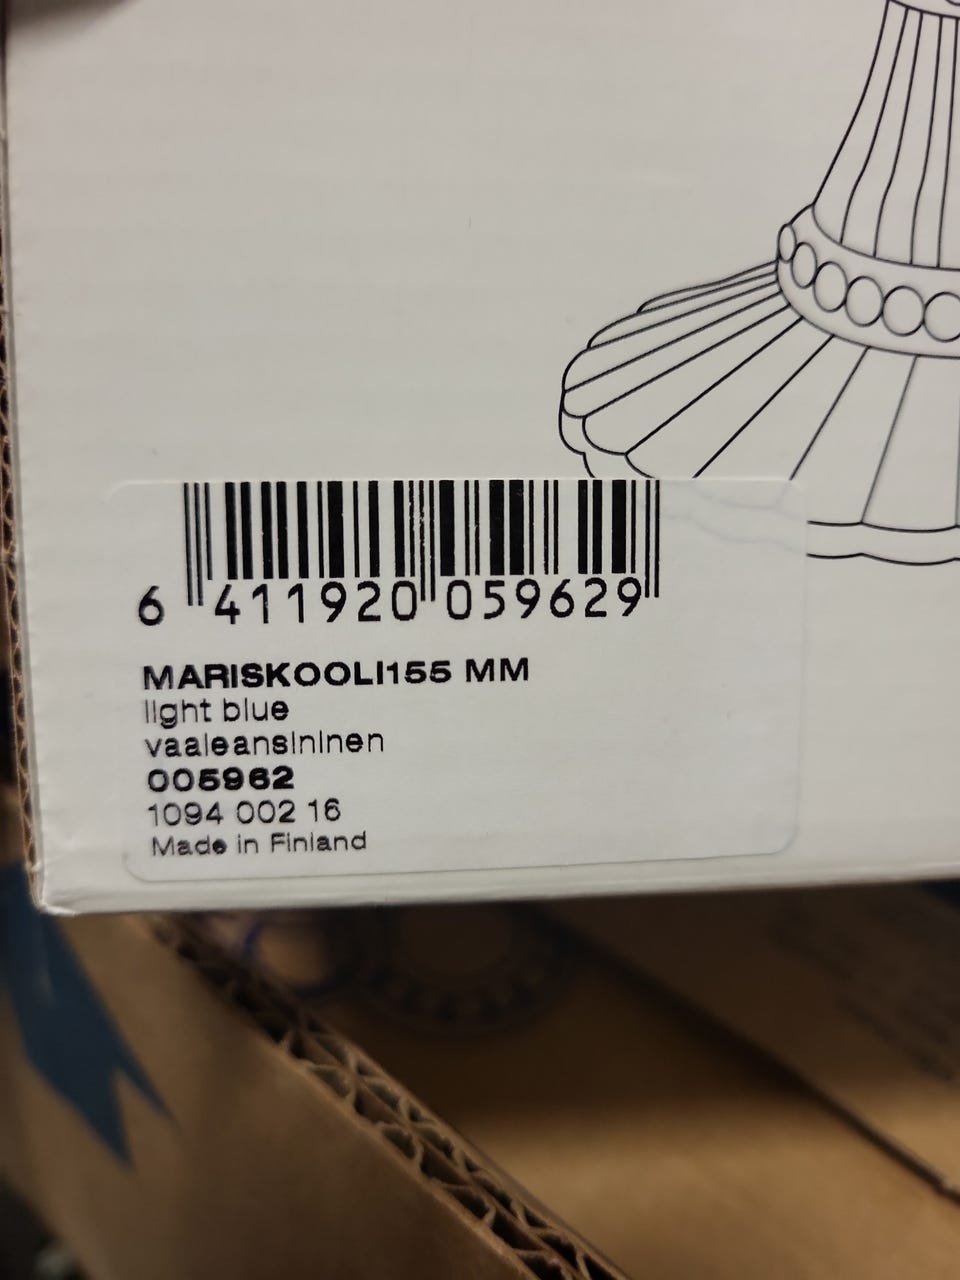 6 411920 059629
MARISKOOLI155 MM
light blue
vaaleansininen
005962
1094 002 16
Made in Finland